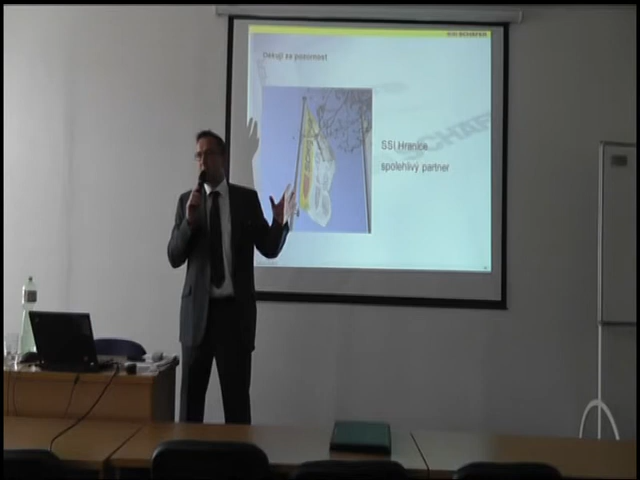 SSI SCHÄFER
Děkuji za pozornost
SSI Hranice
spolehlivý partner